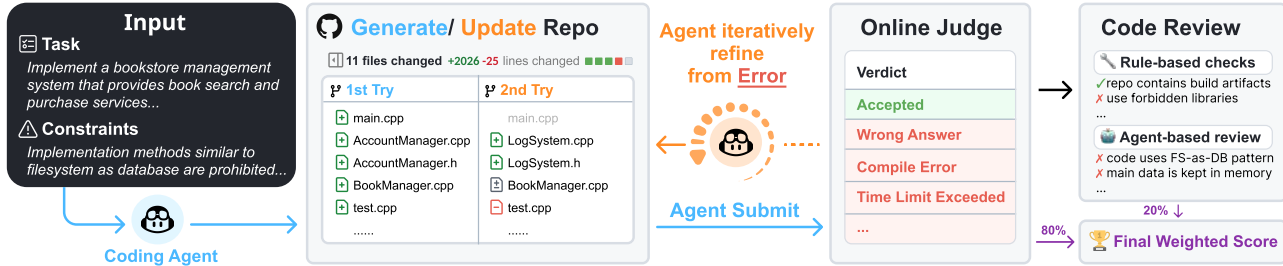 Input
Task
Implement a bookstore management
system that provides book search and
purchase services...
Constraints
Implementation methods similar to
filesystem as database are prohibited...
Coding Agent
Generate/ Update Repo
11 files changed +2026 -25 lines changed
1st Try
main.cpp
AccountManager.cpp
AccountManager.h
BookManager.cpp
test.cpp
......
2nd Try
main.cpp
LogSystem.cpp
LogSystem.h
BookManager.cpp
test.cpp
......
Agent iteratively
refine
from Error
Agent Submit
Online Judge
Verdict
Accepted
Wrong Answer
Compile Error
Time Limit Exceeded
...
Code Review
Rule-based checks
✓repo contains build artifacts
✗ use forbidden libraries
...
Agent-based review
✗ code uses FS-as-DB pattern
✗ main data is kept in memory
...
20%
80%
Final Weighted Score